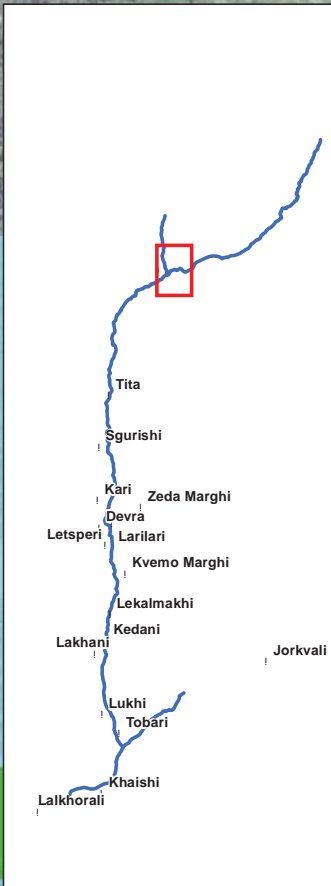 Tita
Sgurishi
Kari
Zeda Marghi
Devra
Letsperi
Larilari
Kvemo Marghi
Lekalmakhi
Kedani
Lakhani
Jorkvali
Lukhi
Tobari
Khaishi
Lalkhorali